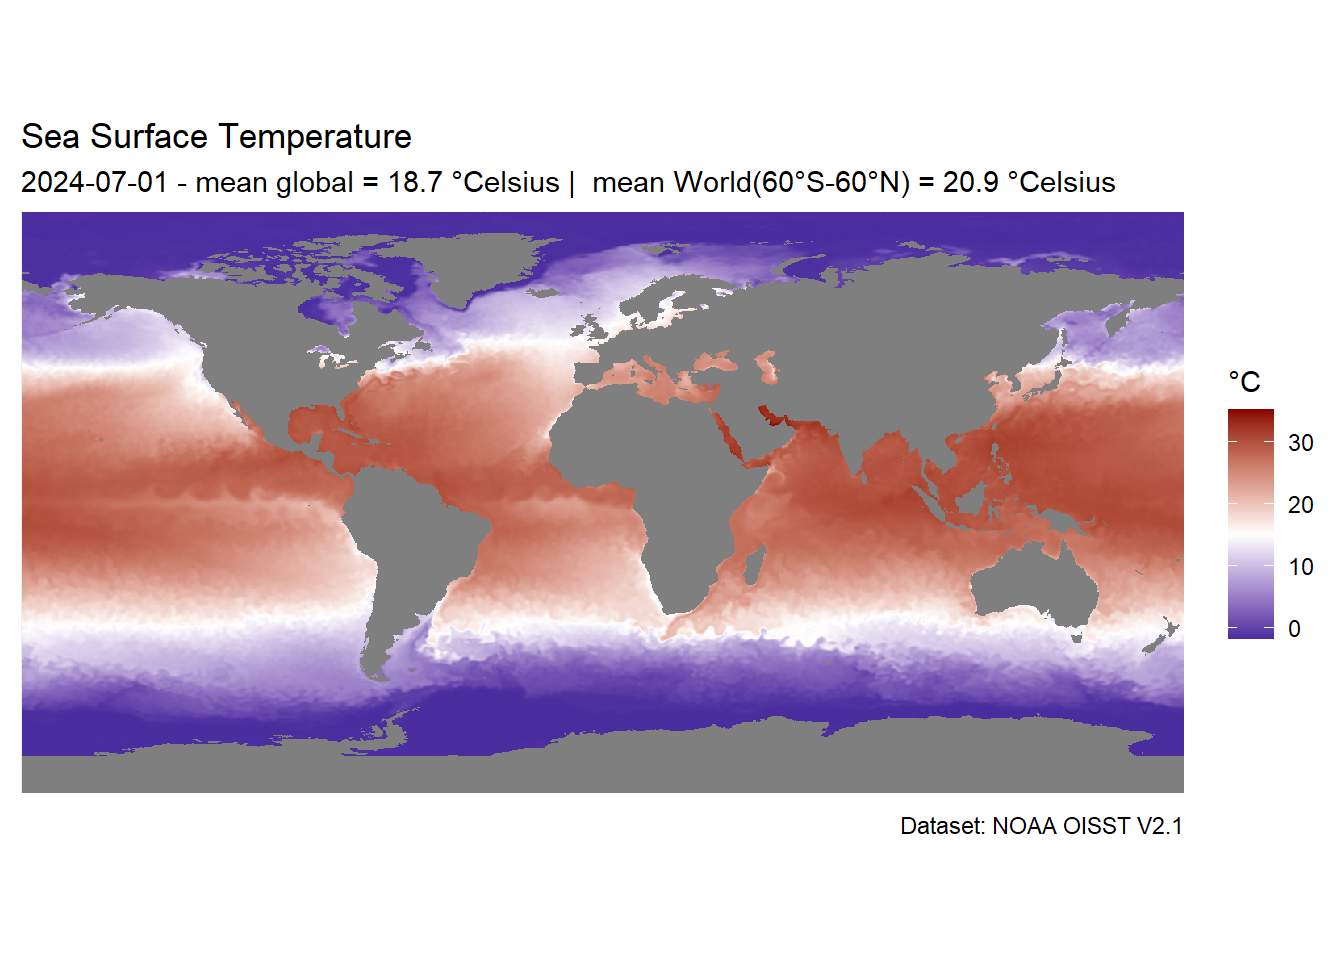 Sea Surface Temperature
2024-07-01 - mean global = 18.7 °Celsius |  mean World(60°S-60°N) = 20.9 °Celsius
°C
30
20
10
0
Dataset: NOAA OISST V2.1